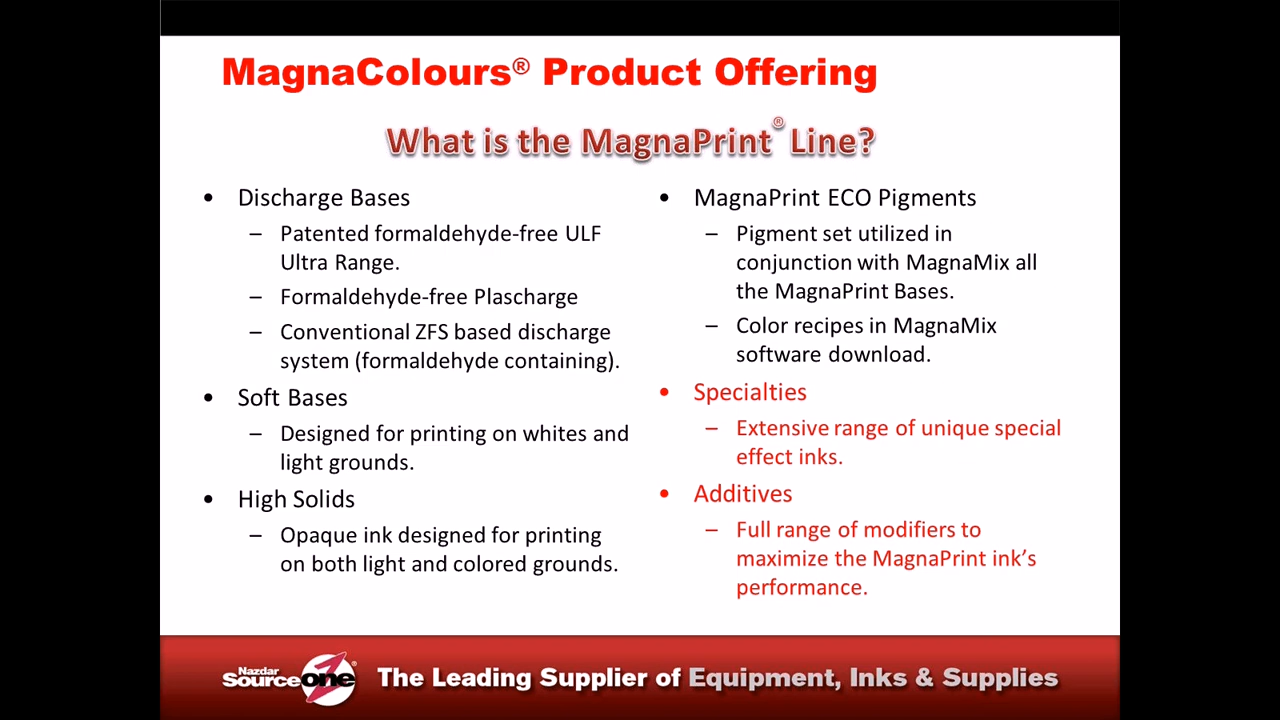 MagnaColours® Product Offering
What is the MagnaPrint® Line?
• Discharge Bases
– Patented formaldehyde-free ULF
Ultra Range.
– Formaldehyde-free Plascharge
– Conventional ZFS based discharge
system (formaldehyde containing).
• Soft Bases
– Designed for printing on whites and
light grounds.
• High Solids
– Opaque ink designed for printing
on both light and colored grounds.
• MagnaPrint ECO Pigments
– Pigment set utilized in
conjunction with MagnaMix all
the MagnaPrint Bases.
– Color recipes in MagnaMix
software download.
• Specialties
– Extensive range of unique special
effect inks.
• Additives
– Full range of modifiers to
maximize the MagnaPrint ink's
performance.
Nazdar
sourceone®
The Leading Supplier of Equipment, Inks & Supplies